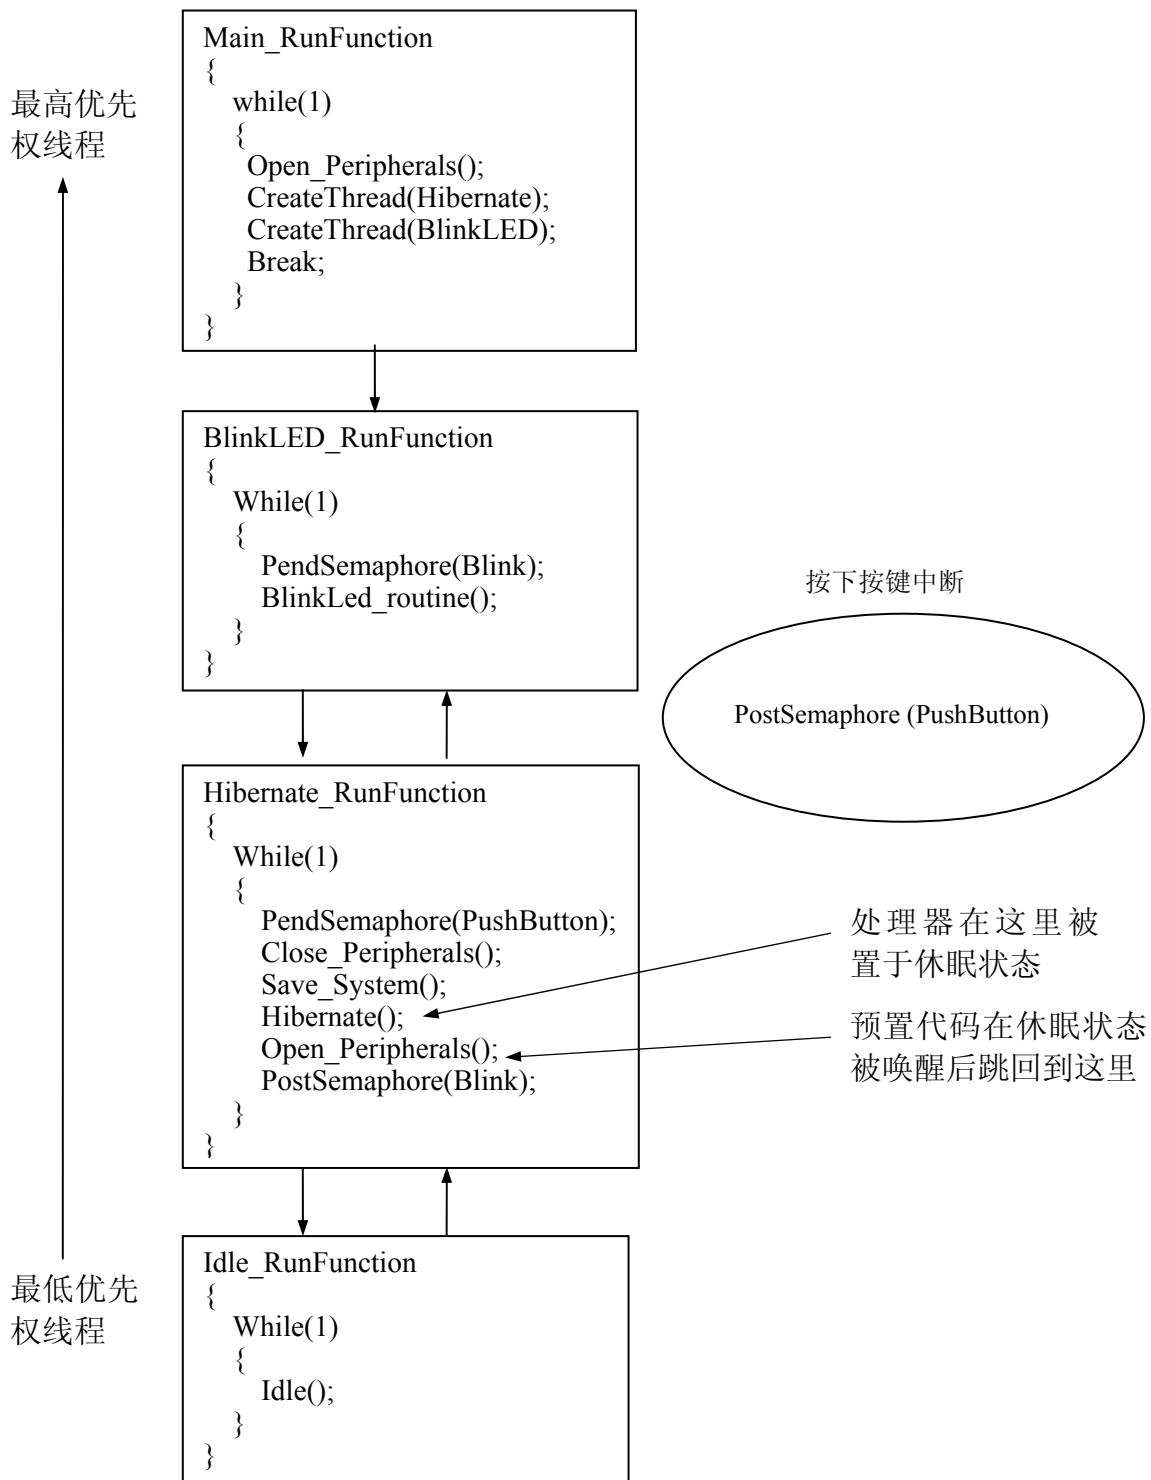 Main_RunFunction
{
while(1)
{
Open_Peripherals();
CreateThread(Hibernate);
CreateThread(BlinkLED);
Break;
}
}
最高优先
权线程
BlinkLED_RunFunction
{
While(1)
{
PendSemaphore(Blink);
BlinkLed_routine();
}
}
按下按键中断
PostSemaphore (PushButton)
Hibernate_RunFunction
{
While(1)
{
PendSemaphore(PushButton);
Close_Peripherals();
Save_System();
Hibernate();
Open_Peripherals();
PostSemaphore(Blink);
}
}
处理器在这里被
置于休眠状态
预置代码在休眠状态
被唤醒后跳回到这里
Idle_RunFunction
{
While(1)
{
Idle();
}
}
最低优先
权线程